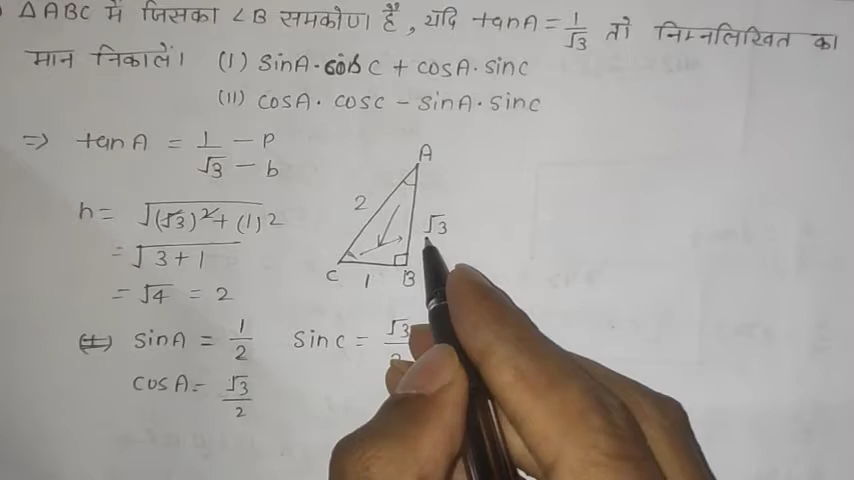 ΔABC में जिसका ∠B समकोण है, यदि tanA = 1/√3 तो निम्नलिखित का
मान निकालें। (I) sinA·cosC + cosA·sinC
(II) cosA·cosC − sinA·sinC
⇒ tanA = 1/√3 − p − b
h = √(√3)² + (1)²
= √3+1
= √4 = 2
A
2
√3
C 1 B
sinA = 1/2 sinC = √3
cosA = √3/2